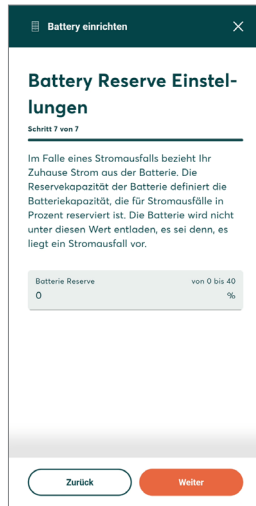 Battery einrichten
Battery Reserve Einstel-
lungen
Schritt 7 von 7
Im Falle eines Stromausfalls bezieht Ihr
Zuhause Strom aus der Batterie. Die
Reservekapazität der Batterie definiert die
Batteriekapazität, die für Stromausfälle in
Prozent reserviert ist. Die Batterie wird nicht
unter diesen Wert entladen, es sei denn, es
liegt ein Stromausfall vor.
Batterie Reserve von 0 bis 40
0 %
Zurück Weiter